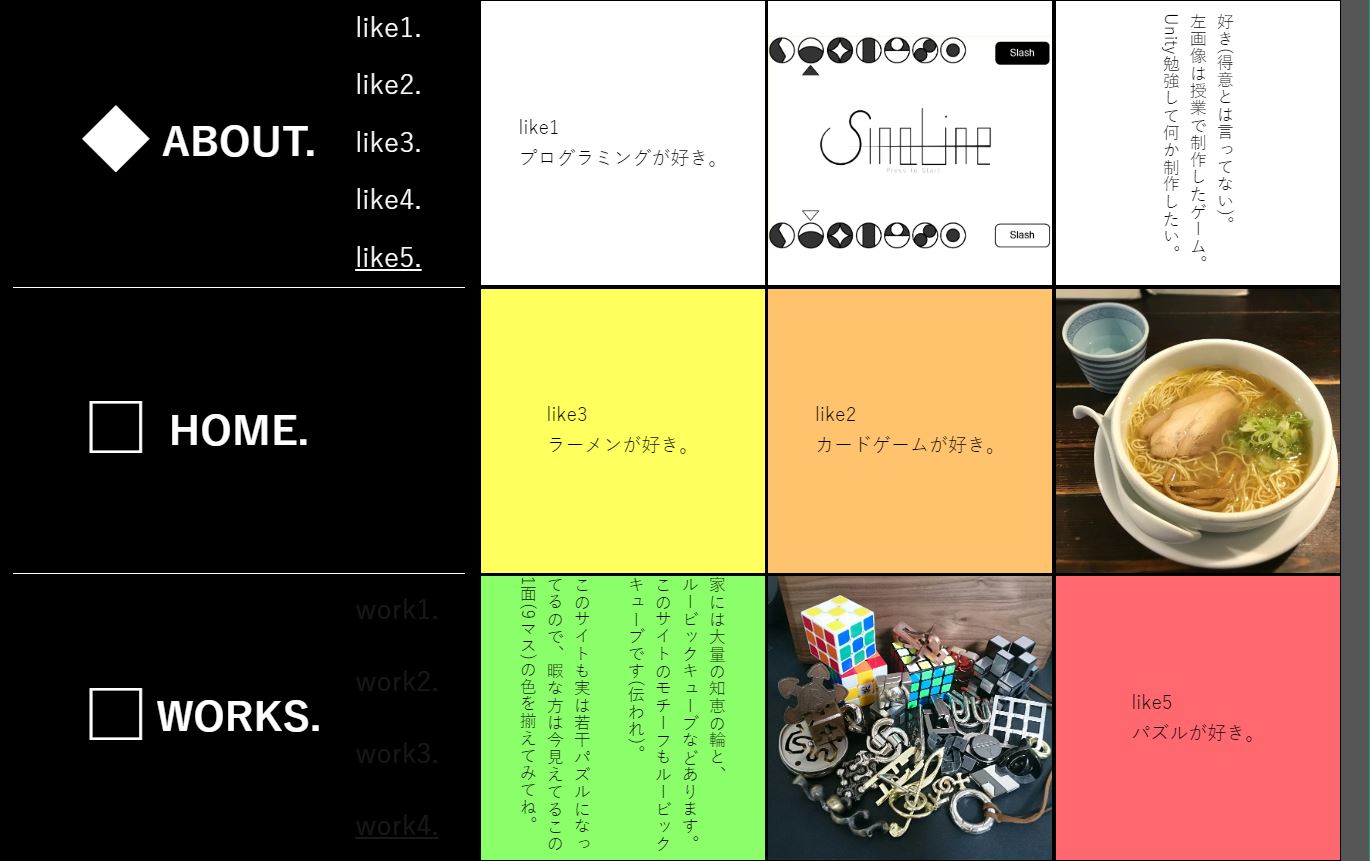 ABOUT.
like1.
like2.
like3.
like4.
like5.
HOME.
WORKS.
work1.
work2.
work3.
work4.
like1
プログラミングが好き。
Slash
SineLine
Press to Start
Slash
好き(得意とは言ってない)。
左画像は授業で制作したゲーム。
Unity勉強して何か制作したい。
like3
ラーメンが好き。
like2
カードゲームが好き。
家には大量の知恵の輪と、
ルービックキューブなどあります。
このサイトのモチーフもルービック
キューブです(伝われ)。
このサイトも実は若干パズルになっ
てるので、暇な方は今見えてるこの
1面(9マス)の色を揃えてみてね。
like5
パズルが好き。